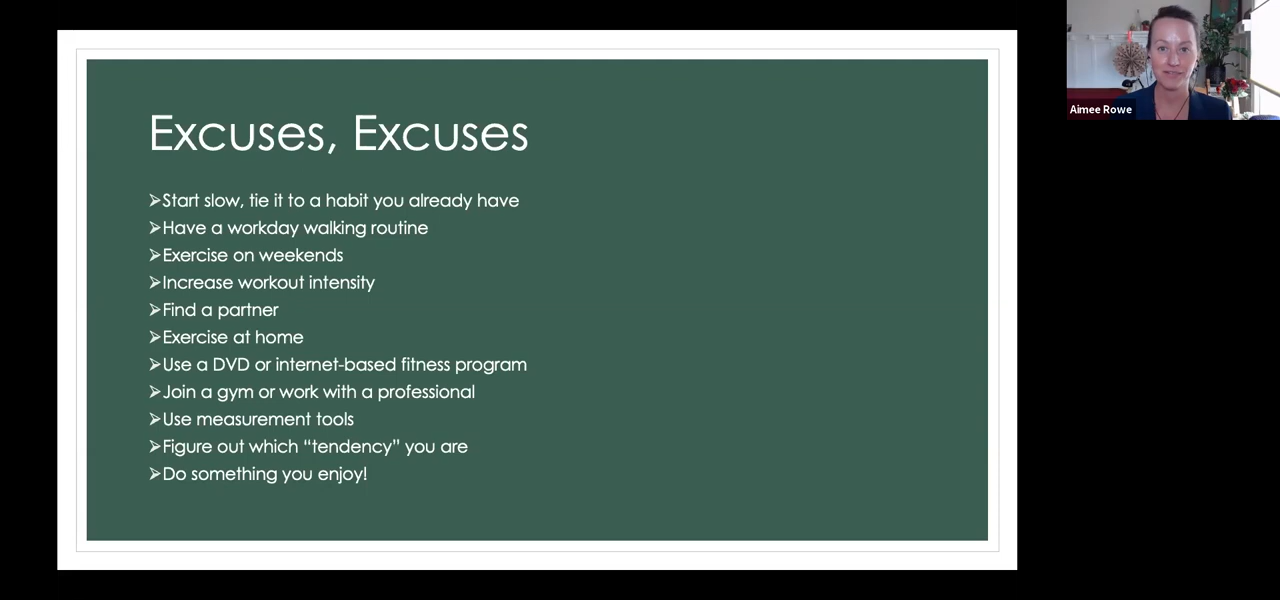 Excuses, Excuses
➢Start slow, tie it to a habit you already have
➢Have a workday walking routine
➢Exercise on weekends
➢Increase workout intensity
➢Find a partner
➢Exercise at home
➢Use a DVD or internet-based fitness program
➢Join a gym or work with a professional
➢Use measurement tools
➢Figure out which “tendency” you are
➢Do something you enjoy!
Aimee Rowe